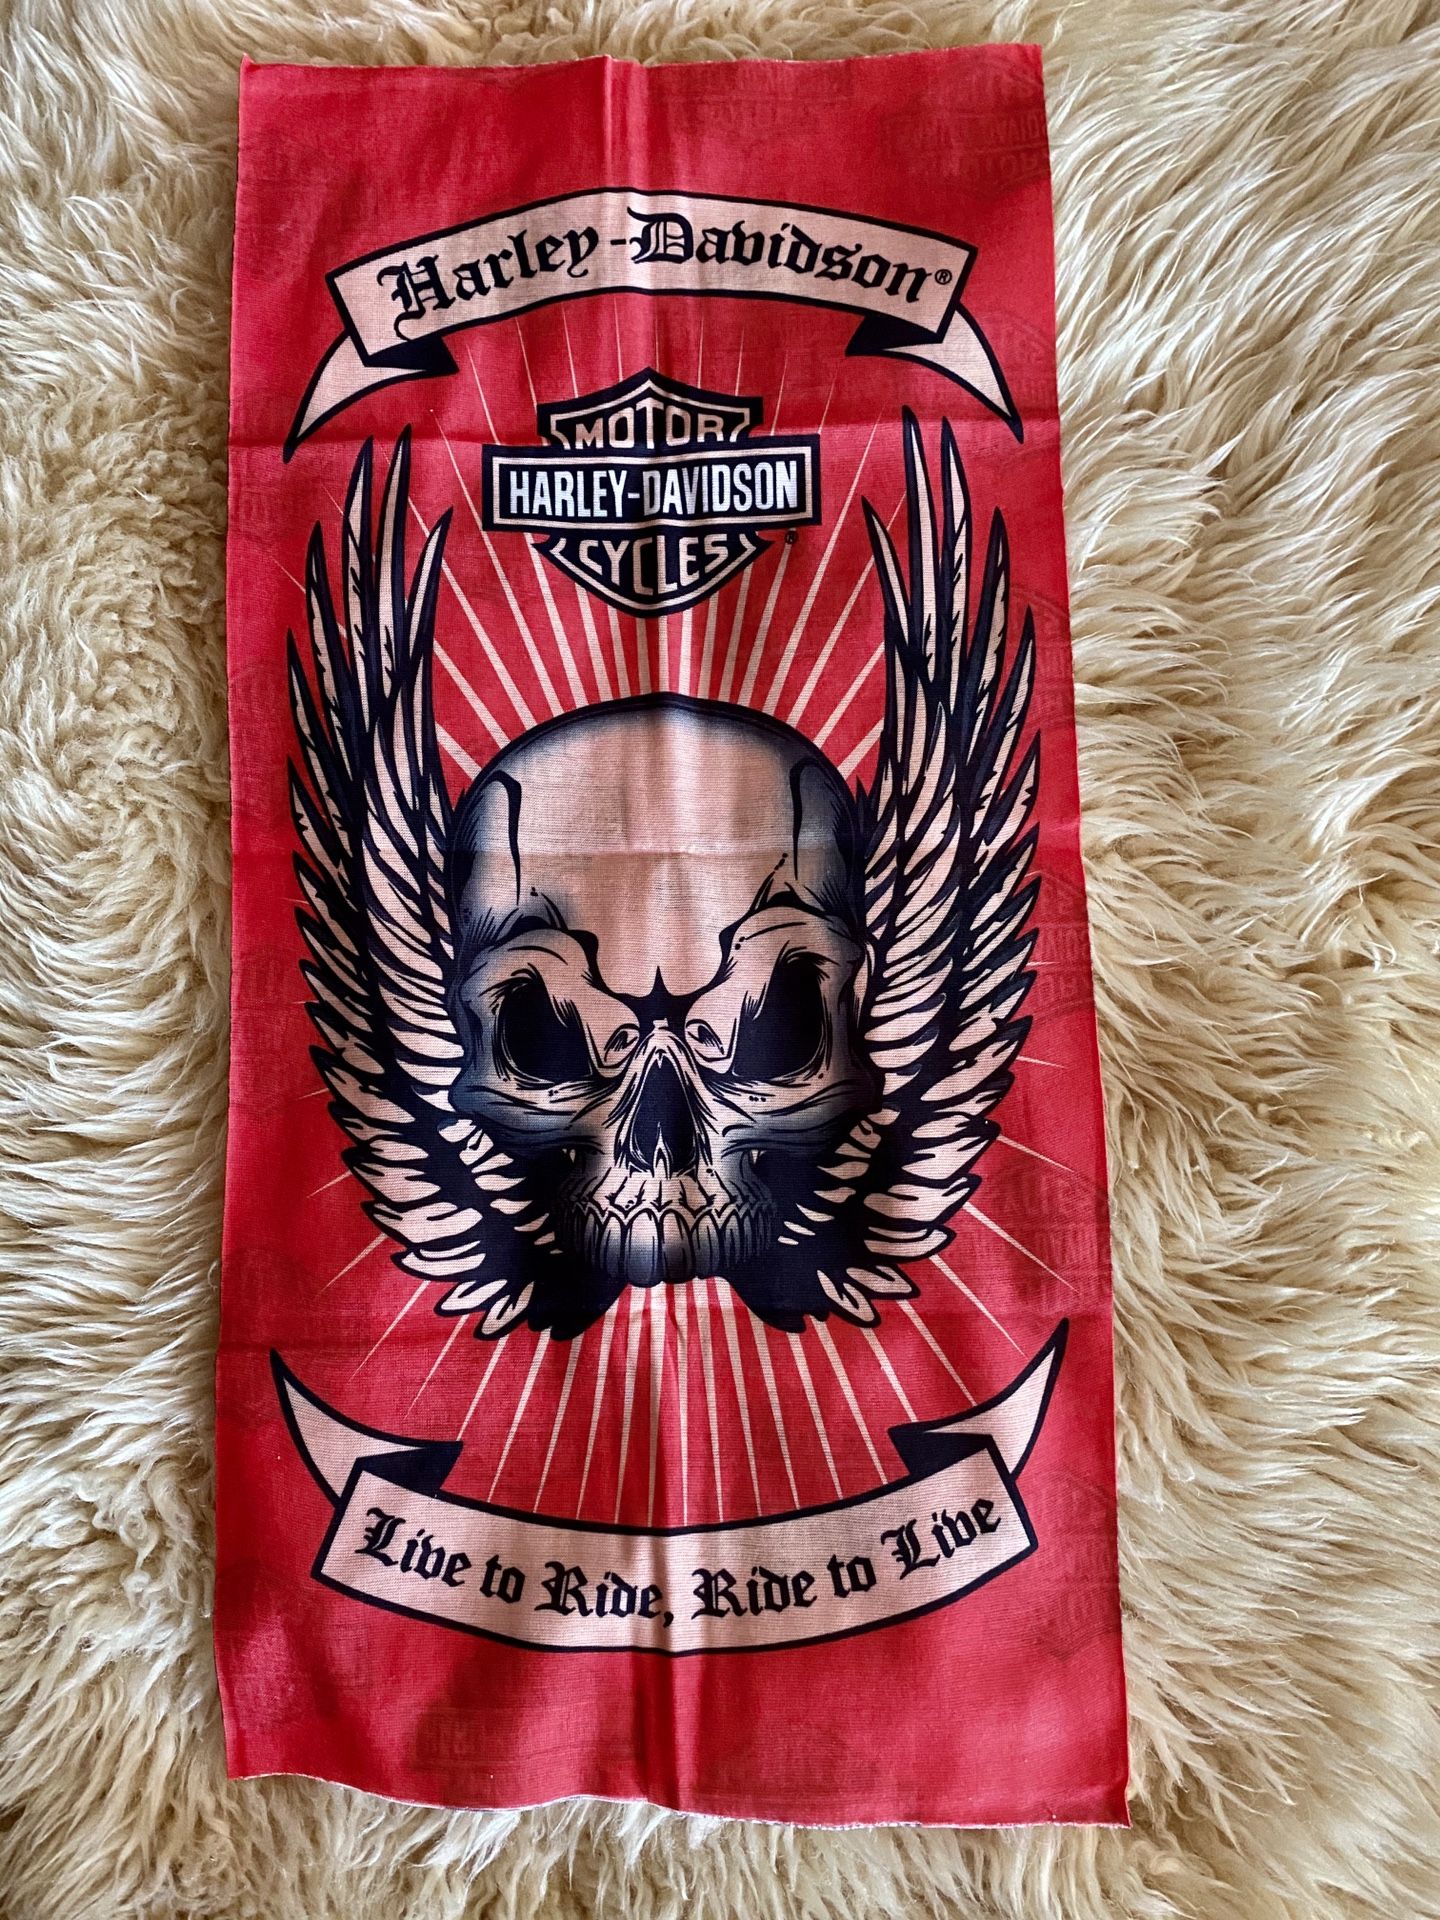 Harley-Davidson®
MOTOR
HARLEY-DAVIDSON
CYCLES ®
Live to Ride, Ride to Live